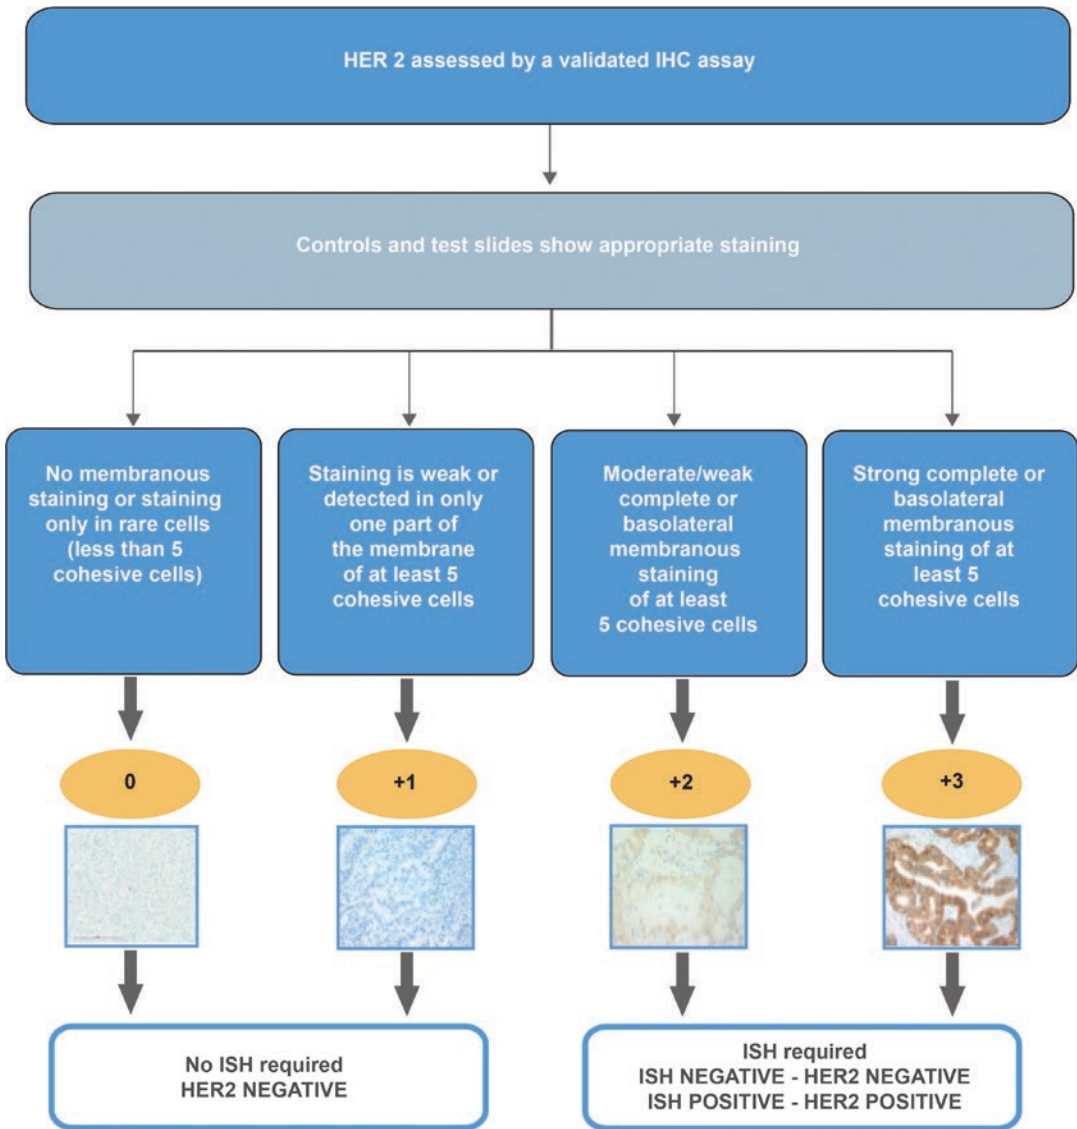 HER 2 assessed by a validated IHC assay
Controls and test slides show appropriate staining
No membranous
staining or staining
only in rare cells
(less than 5
cohesive cells)
Staining is weak or
detected in only
one part of
the membrane
of at least 5
cohesive cells
Moderate/weak
complete or
basolateral
membranous
staining
of at least
5 cohesive cells
Strong complete or
basolateral
membranous
staining of at
least 5
cohesive cells
0
+1
+2
+3
No ISH required
HER2 NEGATIVE
ISH required
ISH NEGATIVE - HER2 NEGATIVE
ISH POSITIVE - HER2 POSITIVE